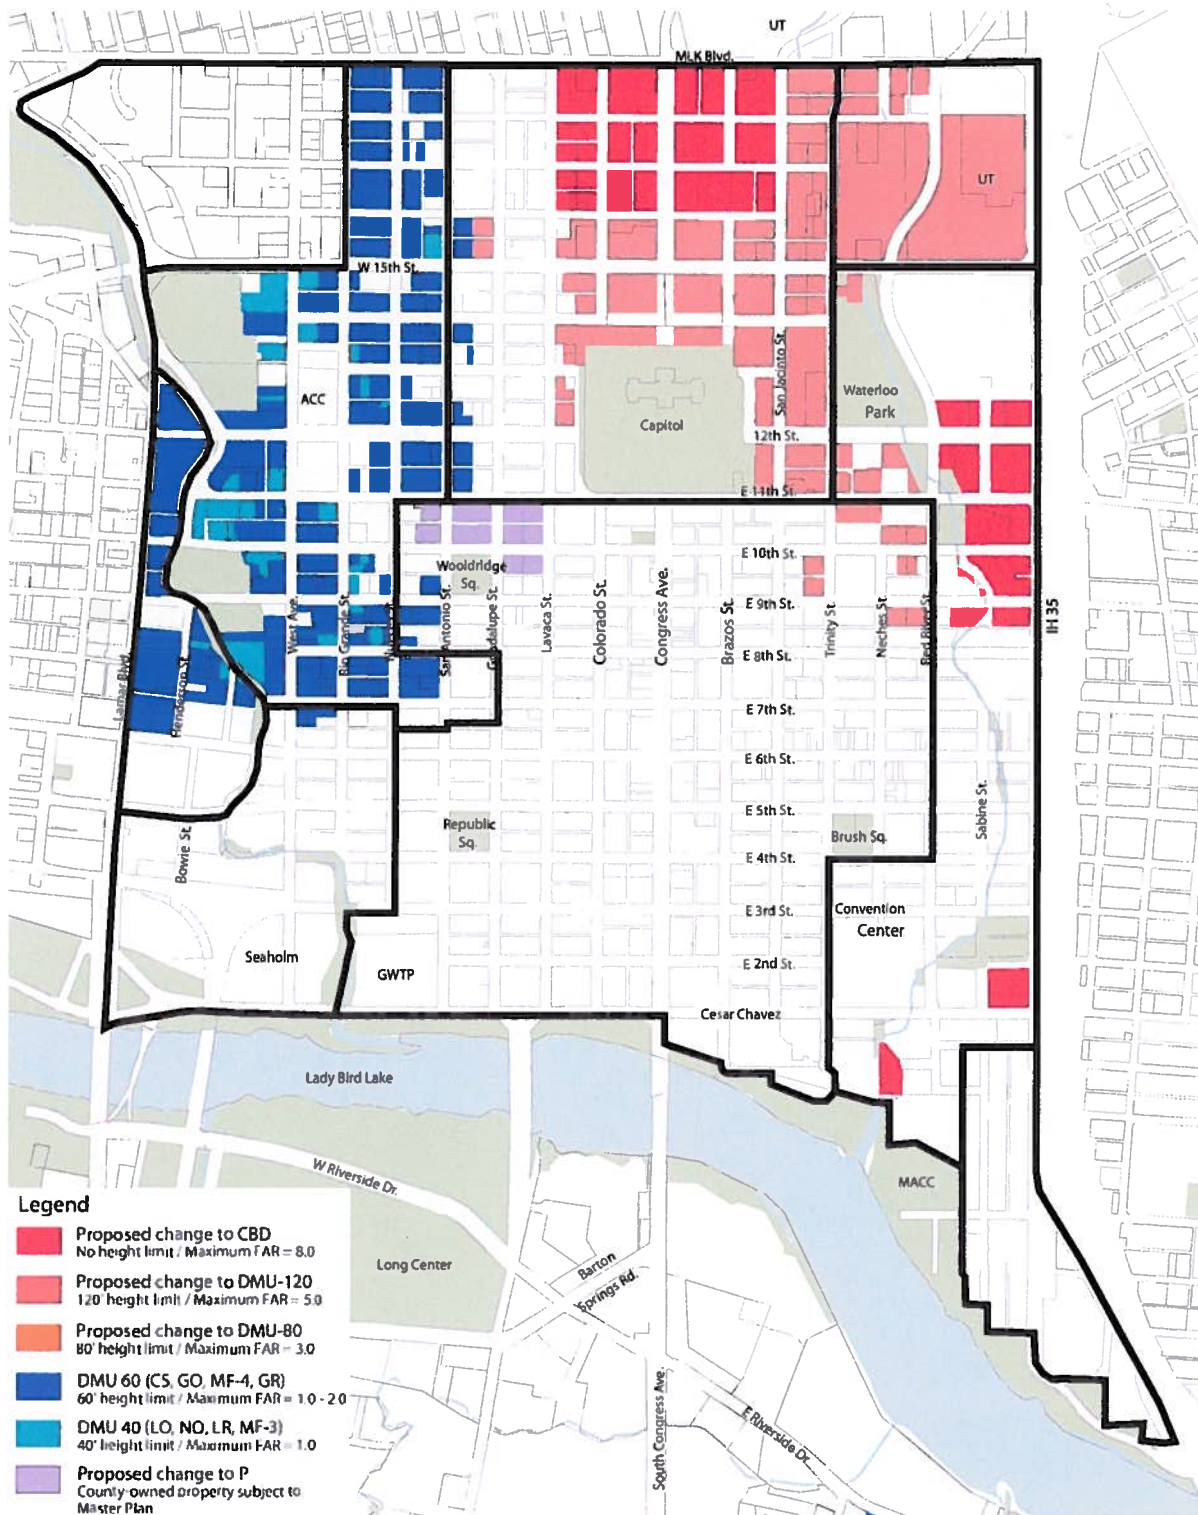 UT
MLK Blvd.
UT
W 15th St.
ACC
San Jacinto St.
Waterloo
Park
Capitol
12th St.
E 11th St.
E 10th St.
Wooldridge
Sq.
E 9th St.
IH 35
West Ave.
Rio Grande St.
San Antonio St.
Guadalupe St.
Lavaca St.
Colorado St.
Congress Ave.
Brazos St.
Trinity St.
Neches St.
Red River St.
E 8th St.
Lamar Blvd.
Henderson St.
E 7th St.
E 6th St.
Sabine St.
E 5th St.
Republic
Sq.
Brush Sq.
Bowie St.
E 4th St.
E 3rd St.
Convention
Center
Seaholm
GWTP
E 2nd St.
Cesar Chavez
Lady Bird Lake
W Riverside Dr.
MACC
Long Center
Barton
Springs Rd.
South Congress Ave.
E Riverside Dr.
Legend
Proposed change to CBD
No height limit / Maximum FAR = 8.0
Proposed change to DMU-120
120' height limit / Maximum FAR = 5.0
Proposed change to DMU-80
80' height limit / Maximum FAR = 3.0
DMU 60 (CS, GO, MF-4, GR)
60' height limit / Maximum FAR = 1.0 - 2.0
DMU 40 (LO, NO, LR, MF-3)
40' height limit / Maximum FAR = 1.0
Proposed change to P
County-owned property subject to
Master Plan